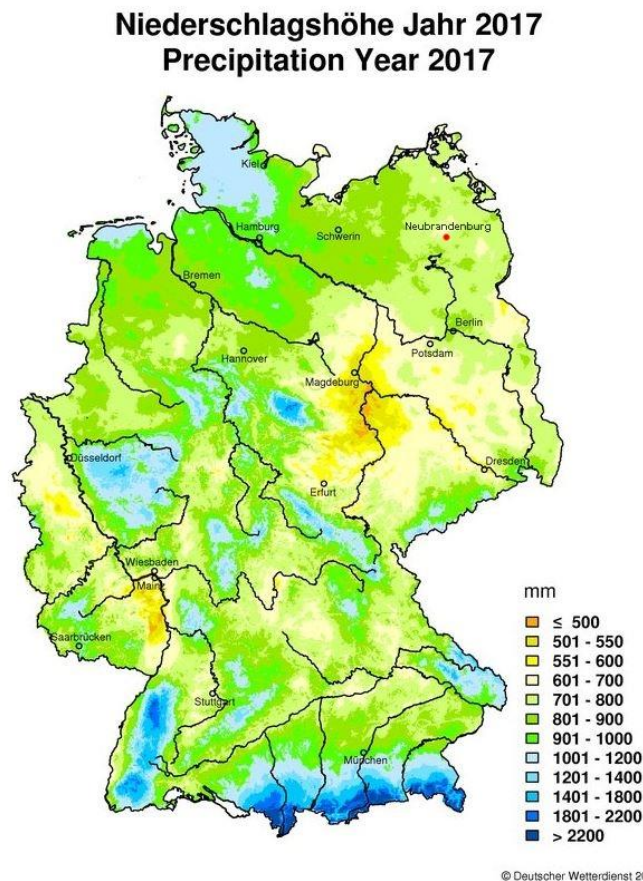 Niederschlagshöhe Jahr 2017
Precipitation Year 2017
Kiel
Neubrandenburg
Hamburg
Schwerin
Bremen
Berlin
Hannover
Potsdam
Magdeburg
Düsseldorf
Dresden
Erfurt
Wiesbaden
Mainz
Saarbrücken
Stuttgart
München
mm
≤ 500
501 - 550
551 - 600
601 - 700
701 - 800
801 - 900
901 - 1000
1001 - 1200
1201 - 1400
1401 - 1800
1801 - 2200
> 2200
© Deutscher Wetterdienst 20